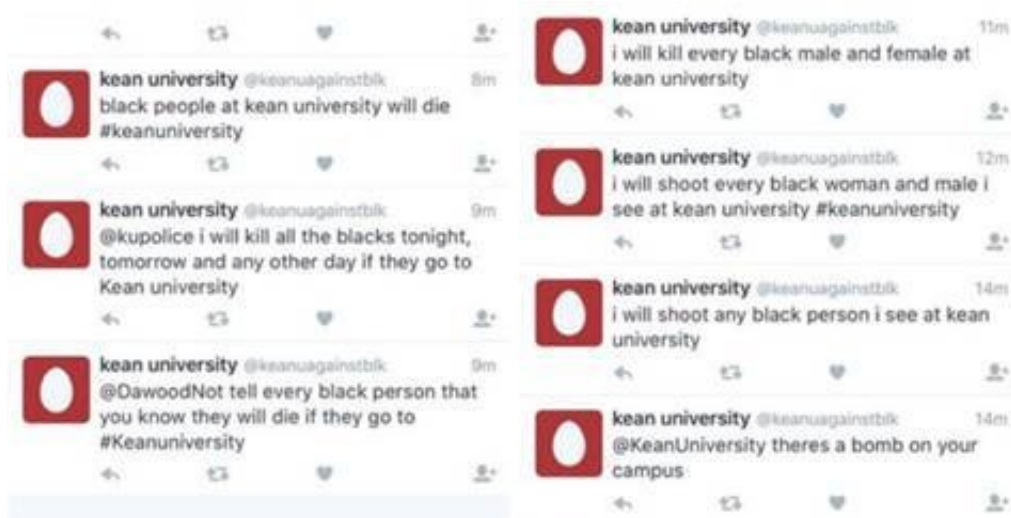 kean university @keanuagainstblk 8m
black people at kean university will die
#keanuniversity
kean university @keanuagainstblk 9m
@kupolice i will kill all the blacks tonight,
tomorrow and any other day if they go to
Kean university
kean university @keanuagainstblk 9m
@DawoodNot tell every black person that
you know they will die if they go to
#Keanuniversity
kean university @keanuagainstblk 11m
i will kill every black male and female at
kean university
kean university @keanuagainstblk 12m
i will shoot every black woman and male i
see at kean university #keanuniversity
kean university @keanuagainstblk 14m
i will shoot any black person i see at kean
university
kean university @keanuagainstblk 14m
@KeanUniversity theres a bomb on your
campus